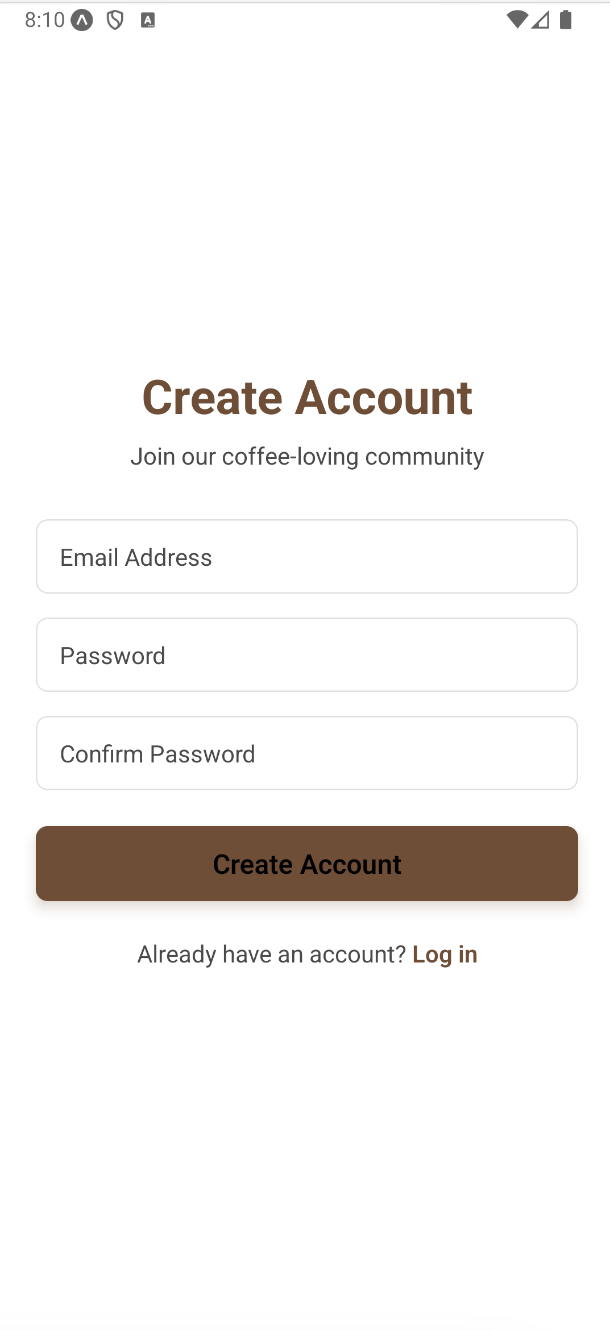 8:10
Create Account
Join our coffee-loving community
Email Address
Password
Confirm Password
Create Account
Already have an account? Log in